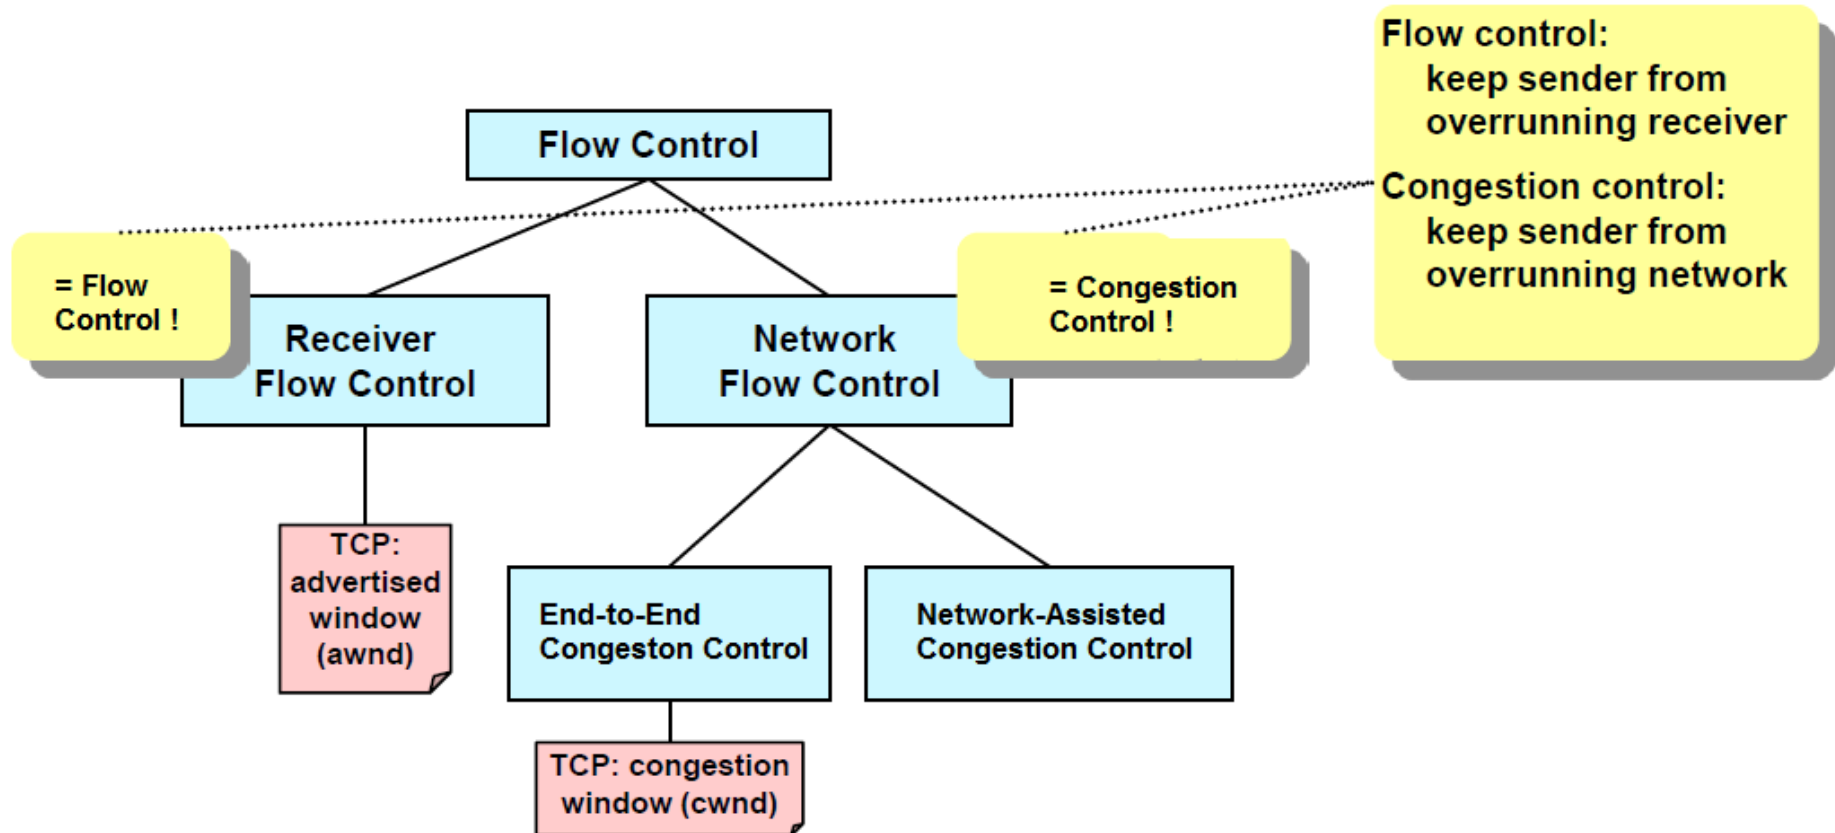 Flow control:
keep sender from
overrunning receiver
Congestion control:
keep sender from
overrunning network
Flow Control
= Flow
Control !
Receiver
Flow Control
Network
Flow Control
= Congestion
Control !
TCP:
advertised
window
(awnd)
End-to-End
Congeston Control
Network-Assisted
Congestion Control
TCP: congestion
window (cwnd)